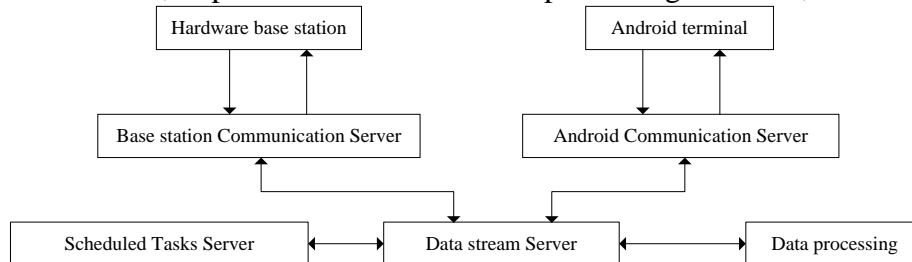 Hardware base station
Android terminal
Base station Communication Server
Android Communication Server
Scheduled Tasks Server
Data stream Server
Data processing